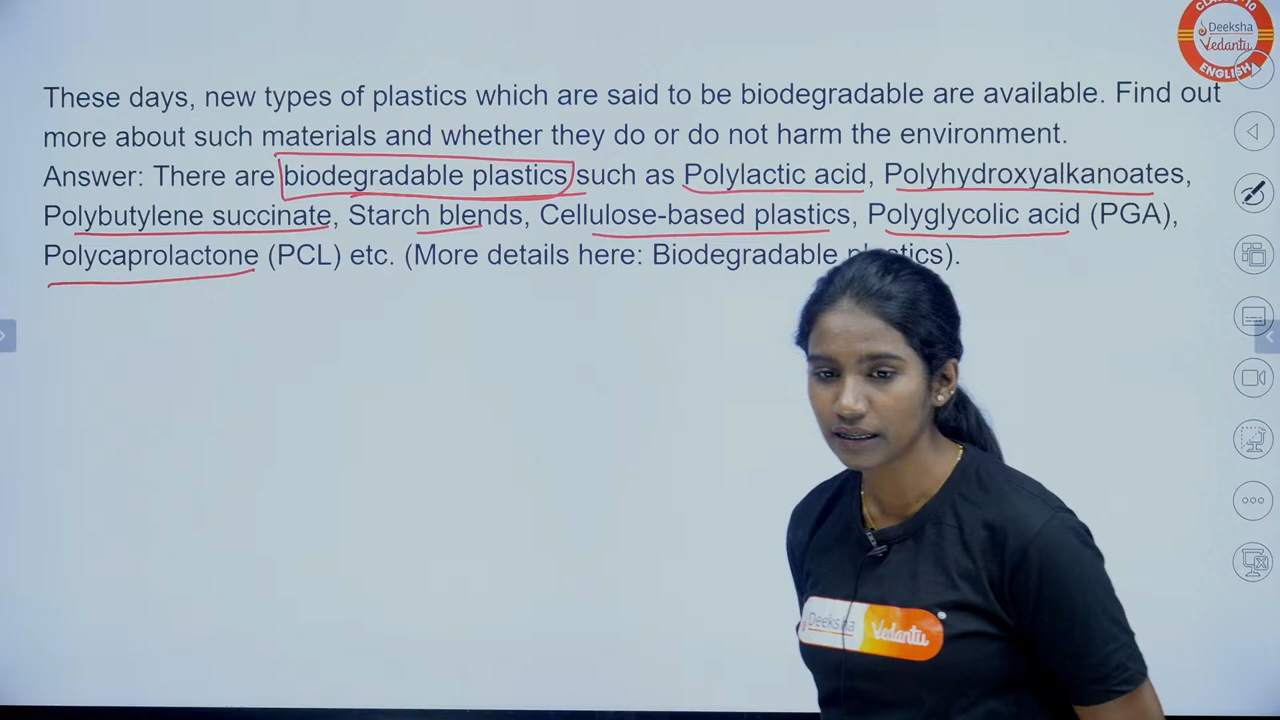 These days, new types of plastics which are said to be biodegradable are available. Find out
more about such materials and whether they do or do not harm the environment.
Answer: There are biodegradable plastics such as Polylactic acid, Polyhydroxyalkanoates,
Polybutylene succinate, Starch blends, Cellulose-based plastics, Polyglycolic acid (PGA),
Polycaprolactone (PCL) etc. (More details here: Biodegradable plastics).
Deeksha
Vedantu
ENGLISH
Deeksha
Vedantu